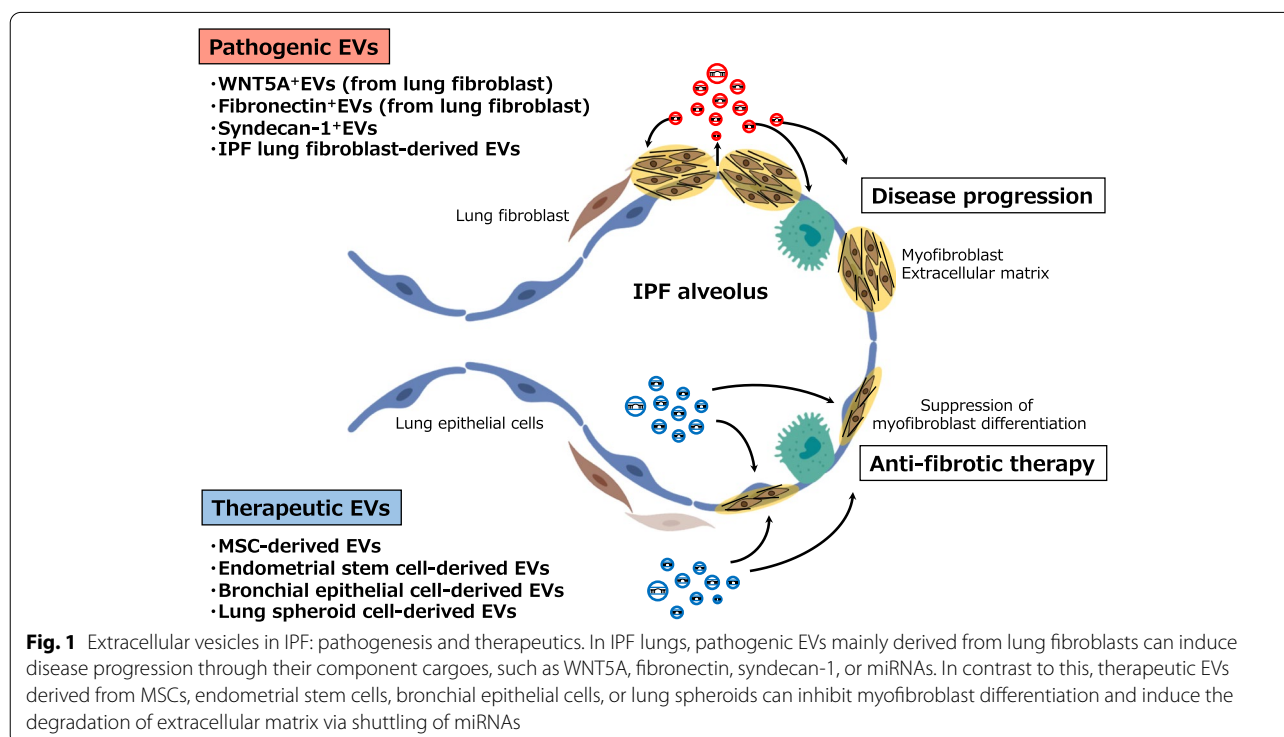 Pathogenic EVs
・WNT5A⁺EVs (from lung fibroblast)
・Fibronectin⁺EVs (from lung fibroblast)
・Syndecan-1⁺EVs
・IPF lung fibroblast-derived EVs
Lung fibroblast
Disease progression
Myofibroblast
Extracellular matrix
IPF alveolus
Lung epithelial cells
Suppression of
myofibroblast differentiation
Anti-fibrotic therapy
Therapeutic EVs
・MSC-derived EVs
・Endometrial stem cell-derived EVs
・Bronchial epithelial cell-derived EVs
・Lung spheroid cell-derived EVs
Fig. 1 Extracellular vesicles in IPF: pathogenesis and therapeutics. In IPF lungs, pathogenic EVs mainly derived from lung fibroblasts can induce
disease progression through their component cargoes, such as WNT5A, fibronectin, syndecan-1, or miRNAs. In contrast to this, therapeutic EVs
derived from MSCs, endometrial stem cells, bronchial epithelial cells, or lung spheroids can inhibit myofibroblast differentiation and induce the
degradation of extracellular matrix via shuttling of miRNAs